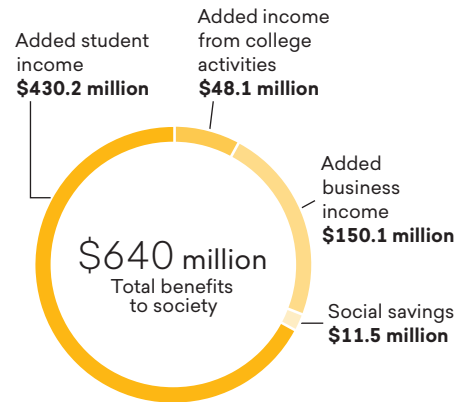 Added student
income
$430.2 million
Added income
from college
activities
$48.1 million
Added
business
income
$150.1 million
$640 million
Total benefits
to society
Social savings
$11.5 million